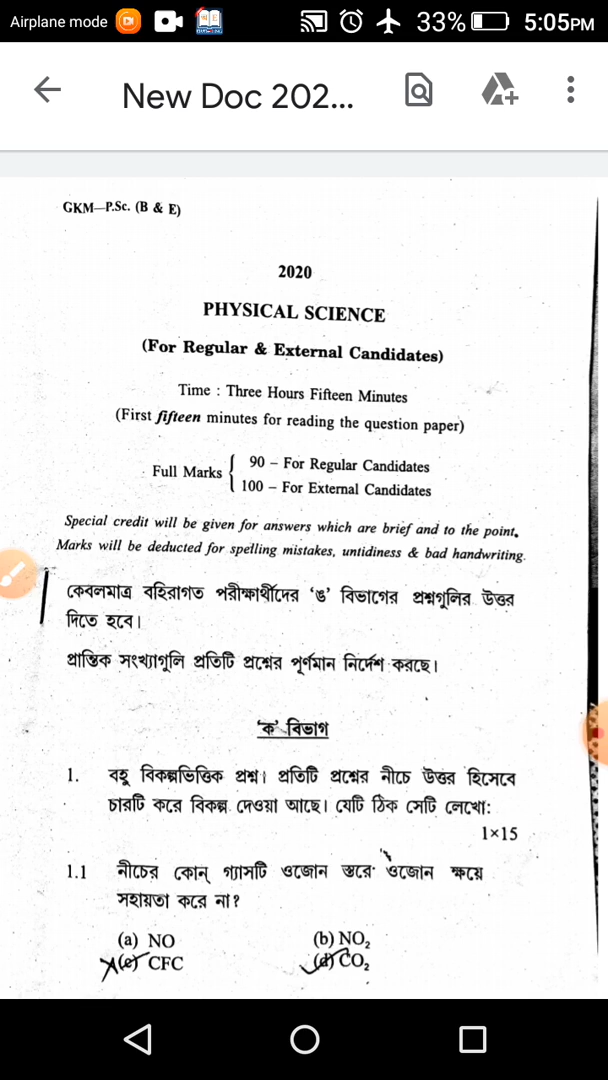 Airplane mode 33% 5:05PM
New Doc 202...
GKM—P.Sc. (B & E)
2020
PHYSICAL SCIENCE
(For Regular & External Candidates)
Time : Three Hours Fifteen Minutes
(First fifteen minutes for reading the question paper)
Full Marks { 90 – For Regular Candidates
100 – For External Candidates
Special credit will be given for answers which are brief and to the point.
Marks will be deducted for spelling mistakes, untidiness & bad handwriting.
কেবলমাত্র বহিরাগত পরীক্ষার্থীদের ‘ঙ’ বিভাগের প্রশ্নগুলির উত্তর
দিতে হবে।
প্রান্তিক সংখ্যাগুলি প্রতিটি প্রশ্নের পূর্ণমান নির্দেশ করছে।
‘ক’ বিভাগ
1. বহু বিকল্পভিত্তিক প্রশ্ন। প্রতিটি প্রশ্নের নীচে উত্তর হিসেবে
চারটি করে বিকল্প দেওয়া আছে। যেটি ঠিক সেটি লেখো:
1×15
1.1 নীচের কোন্ গ্যাসটি ওজোন স্তরে ওজোন ক্ষয়ে
সহায়তা করে না?
(a) NO (b) NO₂
(c) CFC (d) CO₂